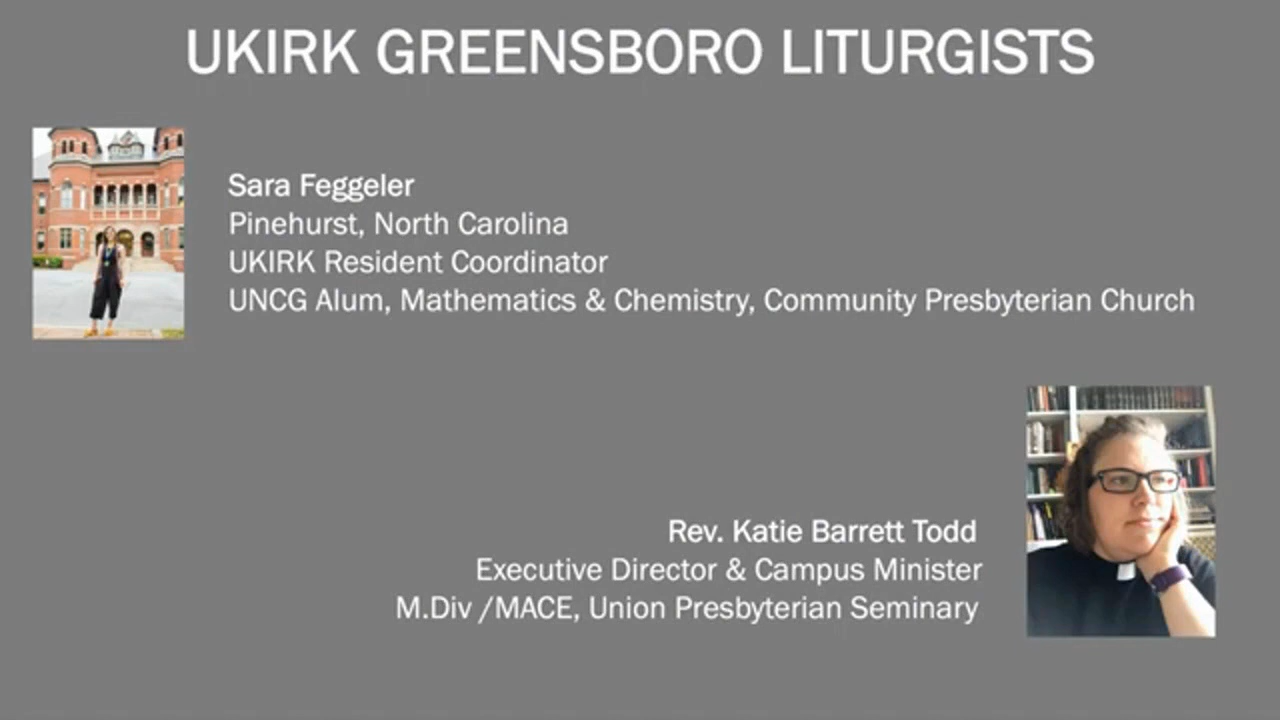 UKIRK GREENSBORO LITURGISTS
Sara Feggeler
Pinehurst, North Carolina
UKIRK Resident Coordinator
UNCG Alum, Mathematics & Chemistry, Community Presbyterian Church
Rev. Katie Barrett Todd
Executive Director & Campus Minister
M.Div /MACE, Union Presbyterian Seminary